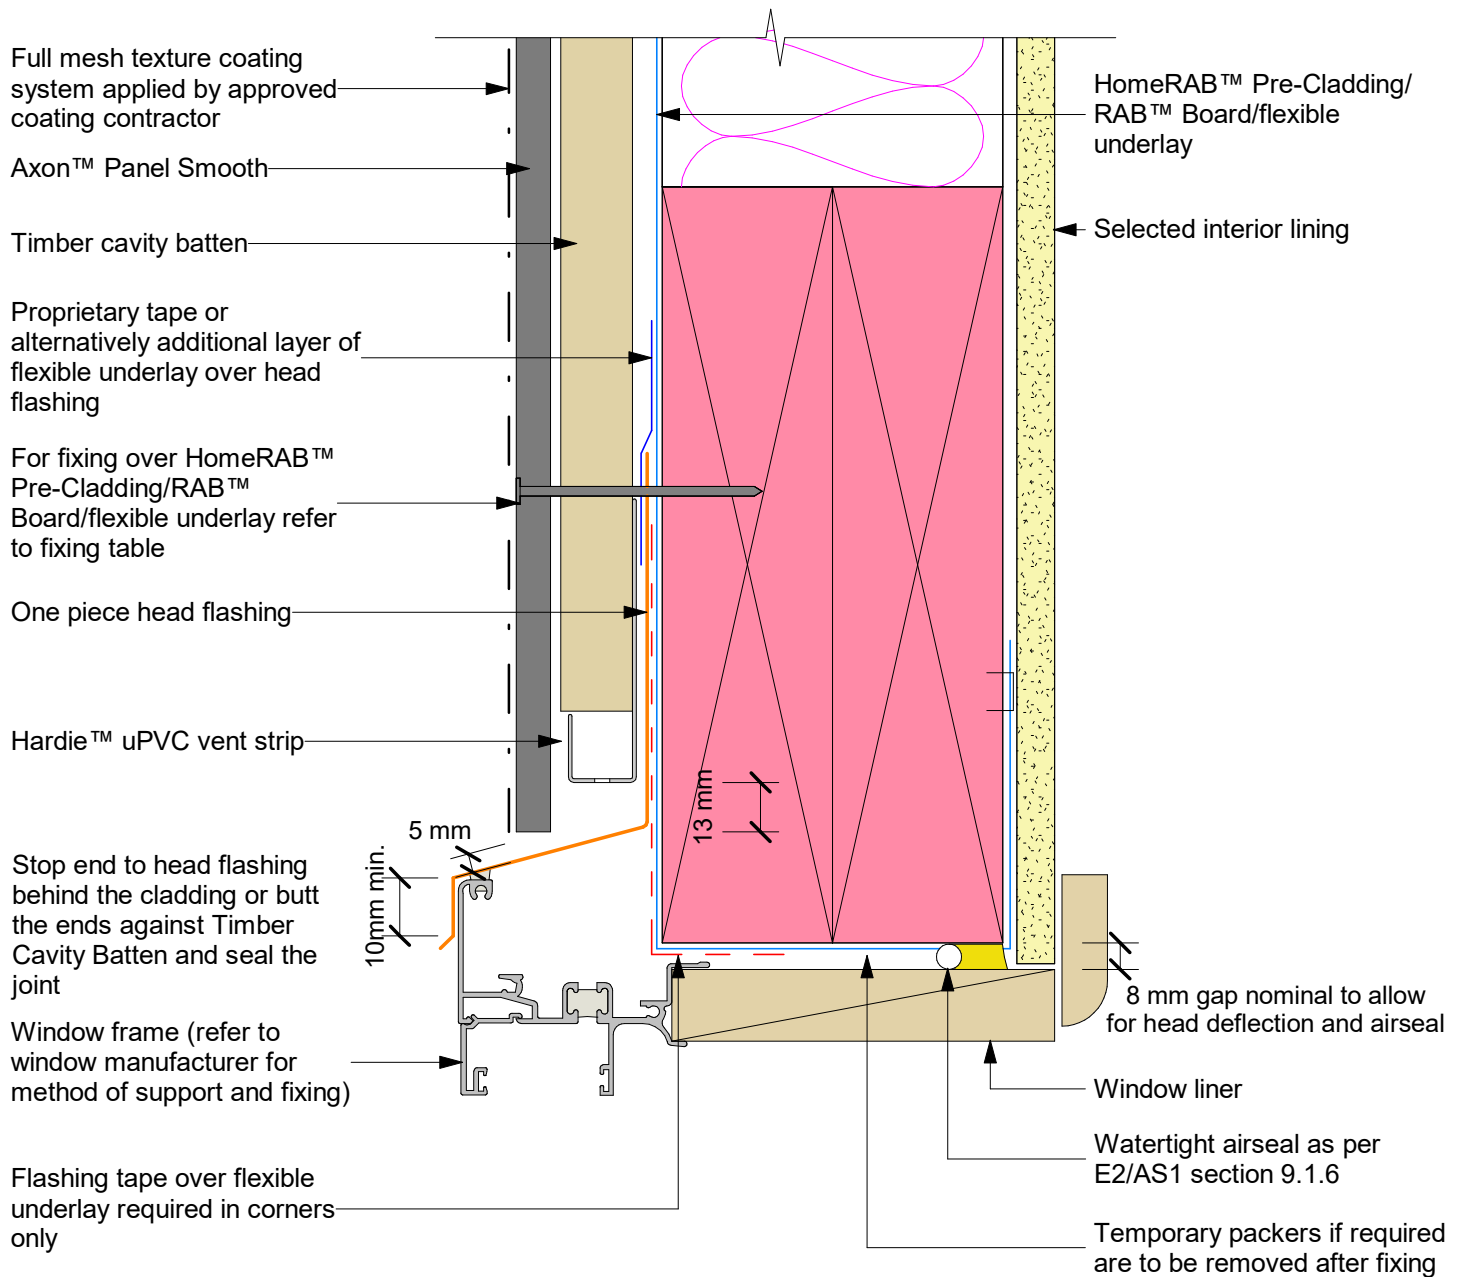 Full mesh texture coating
system applied by approved
coating contractor
Axon™ Panel Smooth
Timber cavity batten
Proprietary tape or
alternatively additional layer of
flexible underlay over head
flashing
For fixing over HomeRAB™
Pre-Cladding/RAB™
Board/flexible underlay refer
to fixing table
One piece head flashing
Hardie™ uPVC vent strip
Stop end to head flashing
behind the cladding or butt
the ends against Timber
Cavity Batten and seal the
joint
Window frame (refer to
window manufacturer for
method of support and fixing)
Flashing tape over flexible
underlay required in corners
only
5 mm
10mm min.
13 mm
HomeRAB™ Pre-Cladding/
RAB™ Board/flexible
underlay
Selected interior lining
8 mm gap nominal to allow
for head deflection and airseal
Window liner
Watertight airseal as per
E2/AS1 section 9.1.6
Temporary packers if required
are to be removed after fixing